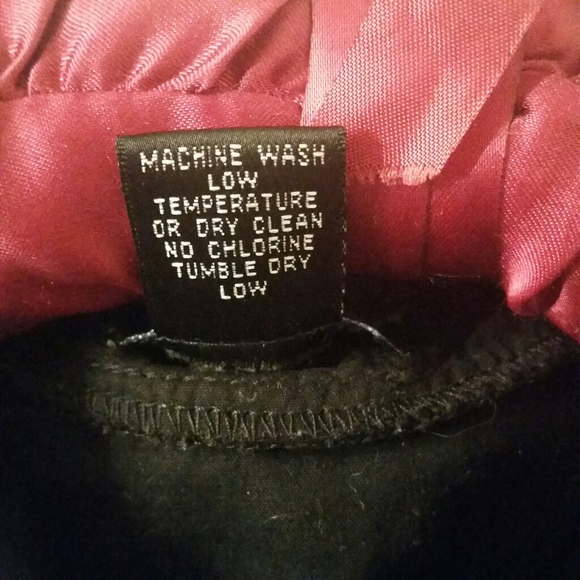 MACHINE WASH
LOW
TEMPERATURE
OR DRY CLEAN
NO CHLORINE
TUMBLE DRY
LOW